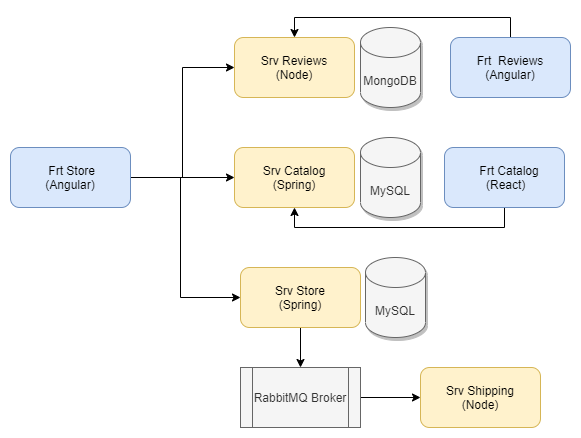 Srv Reviews
(Node)
MongoDB
Frt Reviews
(Angular)
Frt Store
(Angular)
Srv Catalog
(Spring)
MySQL
Frt Catalog
(React)
Srv Store
(Spring)
MySQL
RabbitMQ Broker
Srv Shipping
(Node)